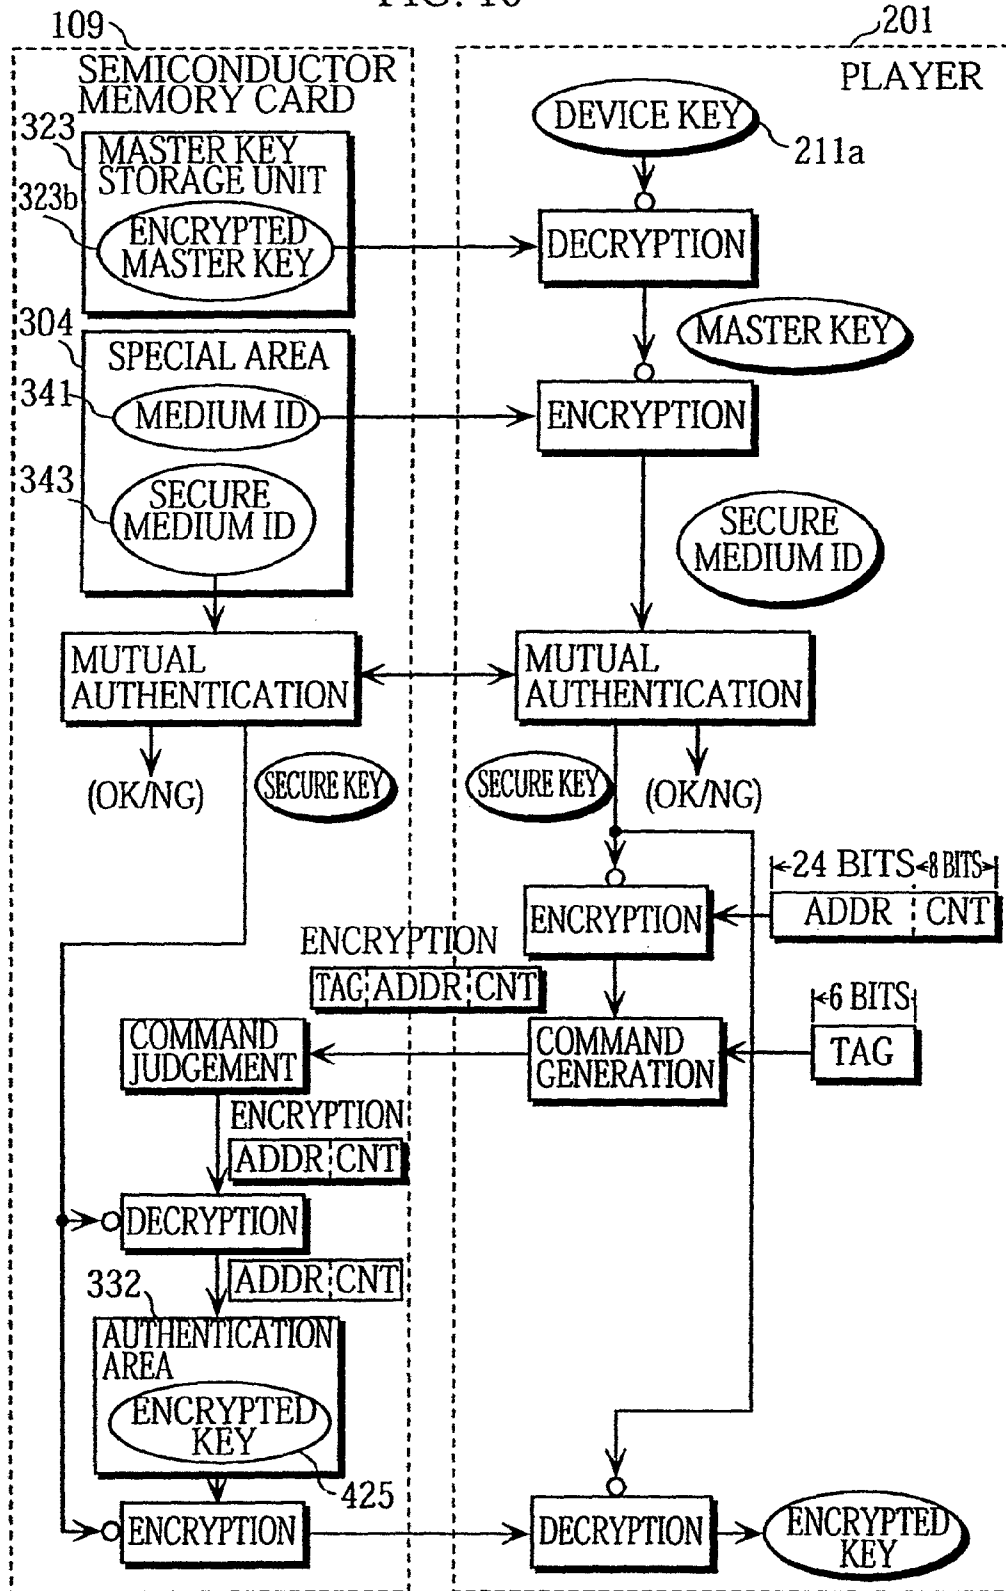 109
201
SEMICONDUCTOR
MEMORY CARD
PLAYER
323
MASTER KEY
STORAGE UNIT
323b
ENCRYPTED
MASTER KEY
DEVICE KEY
211a
DECRYPTION
MASTER KEY
304
SPECIAL AREA
341
MEDIUM ID
ENCRYPTION
343
SECURE
MEDIUM ID
SECURE
MEDIUM ID
MUTUAL
AUTHENTICATION
MUTUAL
AUTHENTICATION
(OK/NG)
SECURE KEY
SECURE KEY
(OK/NG)
24 BITS 8 BITS
ADDR CNT
ENCRYPTION
ENCRYPTION
TAG ADDR CNT
6 BITS
TAG
COMMAND
GENERATION
COMMAND
JUDGEMENT
ENCRYPTION
ADDR CNT
DECRYPTION
ADDR CNT
332
AUTHENTICATION
AREA
ENCRYPTED
KEY
425
ENCRYPTION
DECRYPTION
ENCRYPTED
KEY